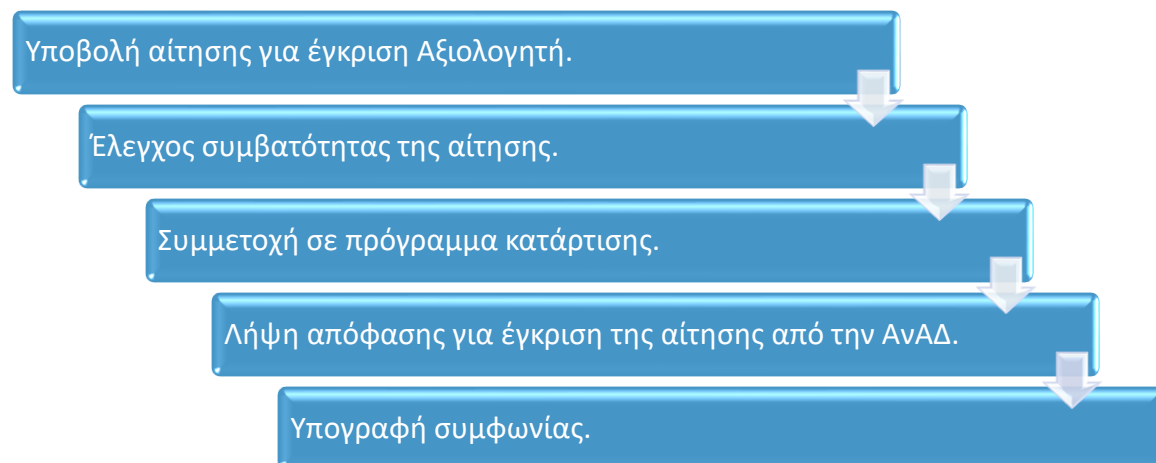 Υποβολή αίτησης για έγκριση Αξιολογητή.
Έλεγχος συμβατότητας της αίτησης.
Συμμετοχή σε πρόγραμμα κατάρτισης.
Λήψη απόφασης για έγκριση της αίτησης από την ΑνΑΔ.
Υπογραφή συμφωνίας.